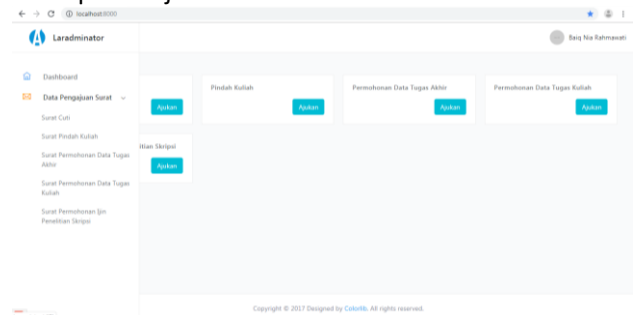 localhost:8000
Laradminator
Baiq Nia Rahmawati
Dashboard
Data Pengajuan Surat
Surat Cuti
Surat Pindah Kuliah
Surat Permohonan Data Tugas
Akhir
Surat Permohonan Data Tugas
Kuliah
Surat Permohonan Ijin
Penelitian Skripsi
Ajukan
Pindah Kuliah
Ajukan
Permohonan Data Tugas Akhir
Ajukan
Permohonan Data Tugas Kuliah
Ajukan
litian Skripsi
Ajukan
Copyright © 2017 Designed by Colorlib. All rights reserved.